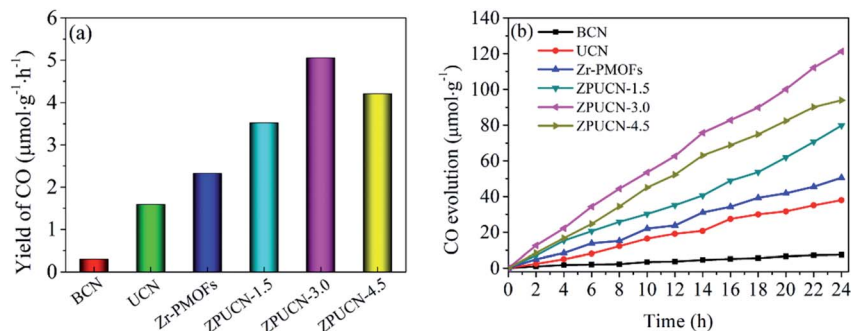 (a)
Yield of CO (μmol·g⁻¹·h⁻¹)
6
5
4
3
2
1
0
BCN
UCN
Zr-PMOFs
ZPUCN-1.5
ZPUCN-3.0
ZPUCN-4.5
(b)
CO evolution (μmol·g⁻¹)
140
120
100
80
60
40
20
0
BCN
UCN
Zr-PMOFs
ZPUCN-1.5
ZPUCN-3.0
ZPUCN-4.5
0 2 4 6 8 10 12 14 16 18 20 22 24
Time (h)